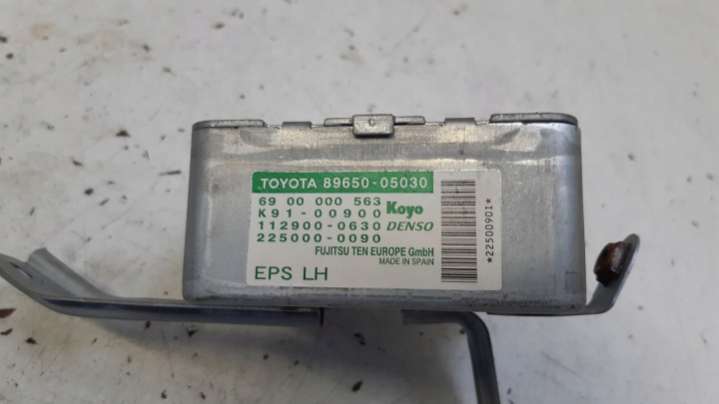 TOYOTA 89650-05030
69 00 000 563
K91-00900 Koyo
112900-0630 DENSO
225000-0090
FUJITSU TEN EUROPE GmbH
MADE IN SPAIN
EPS LH
*22500901*